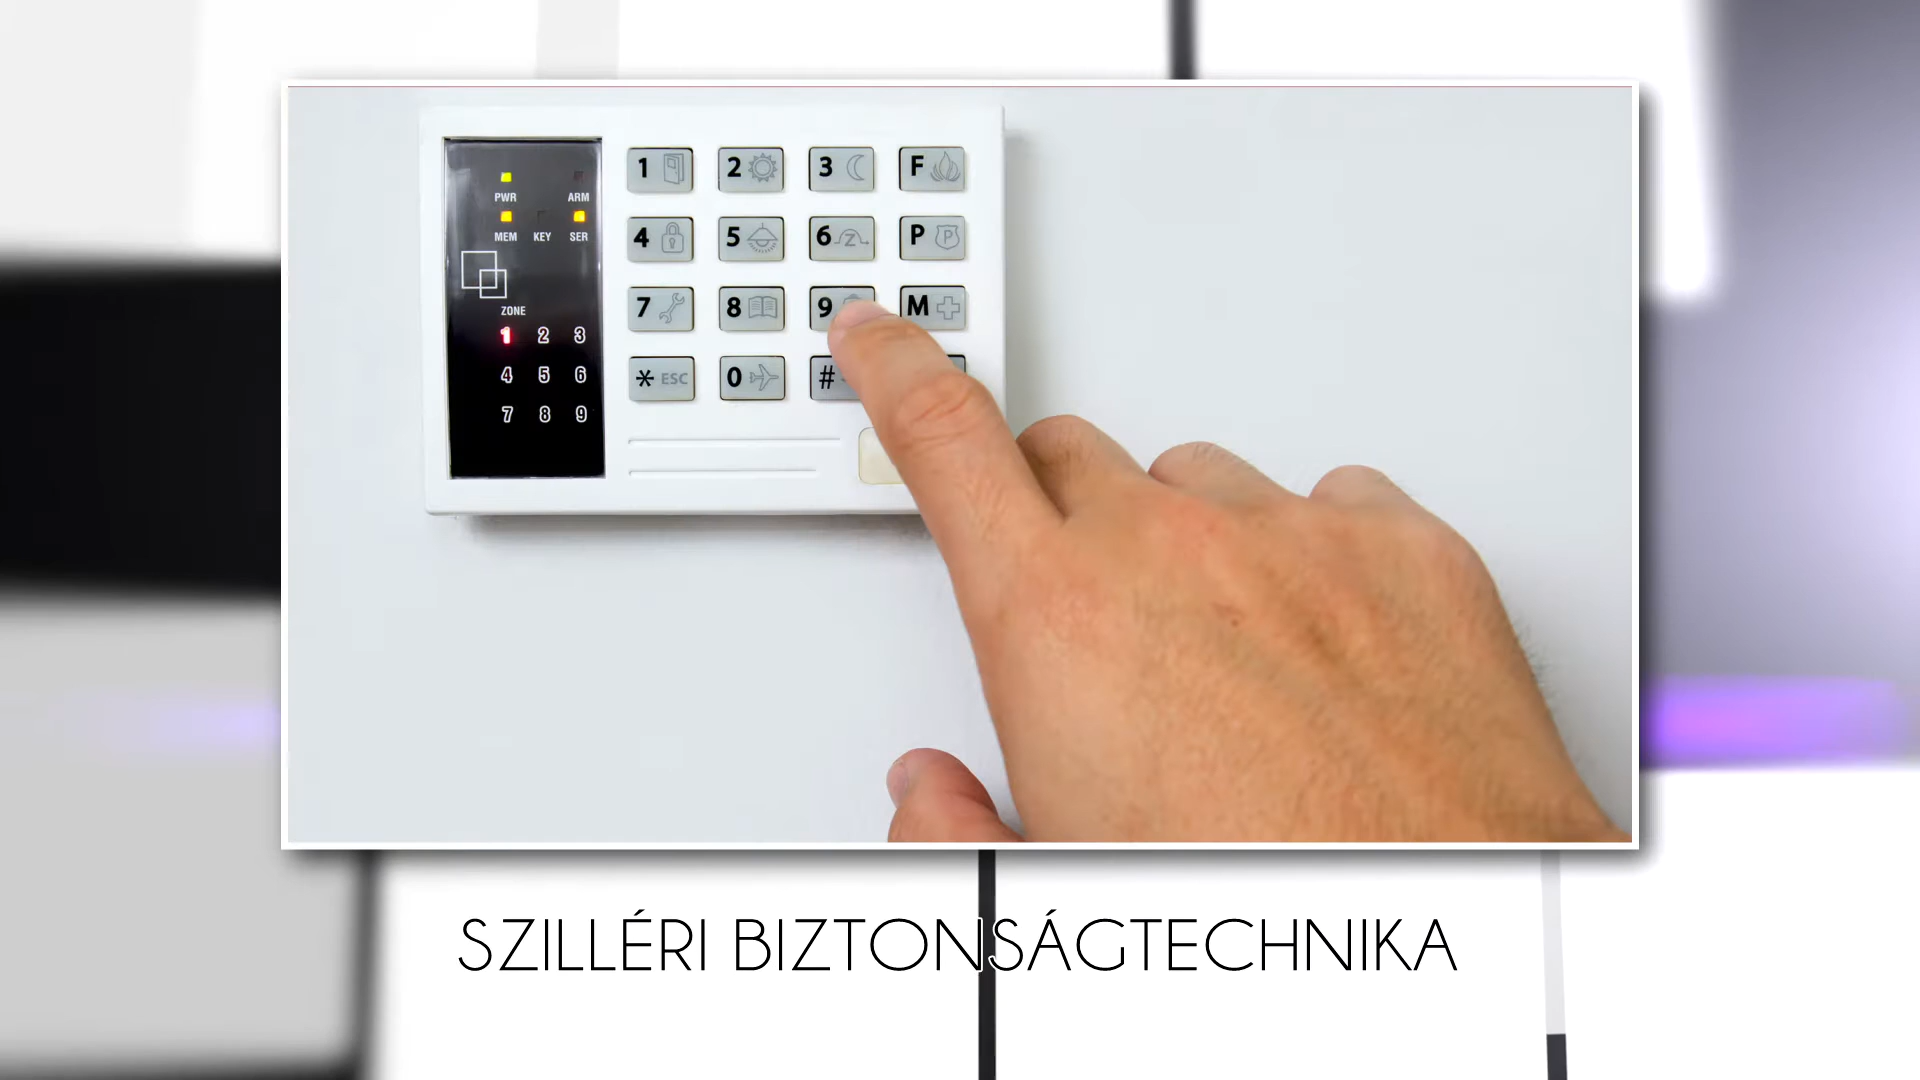 PWR ARM
MEM KEY SER
ZONE
1 2 3
4 5 6
7 8 9
1 2 3 F
4 5 6 Z P P
7 8 9 M
* ESC 0 #
SZILLÉRI BIZTONSÁGTECHNIKA